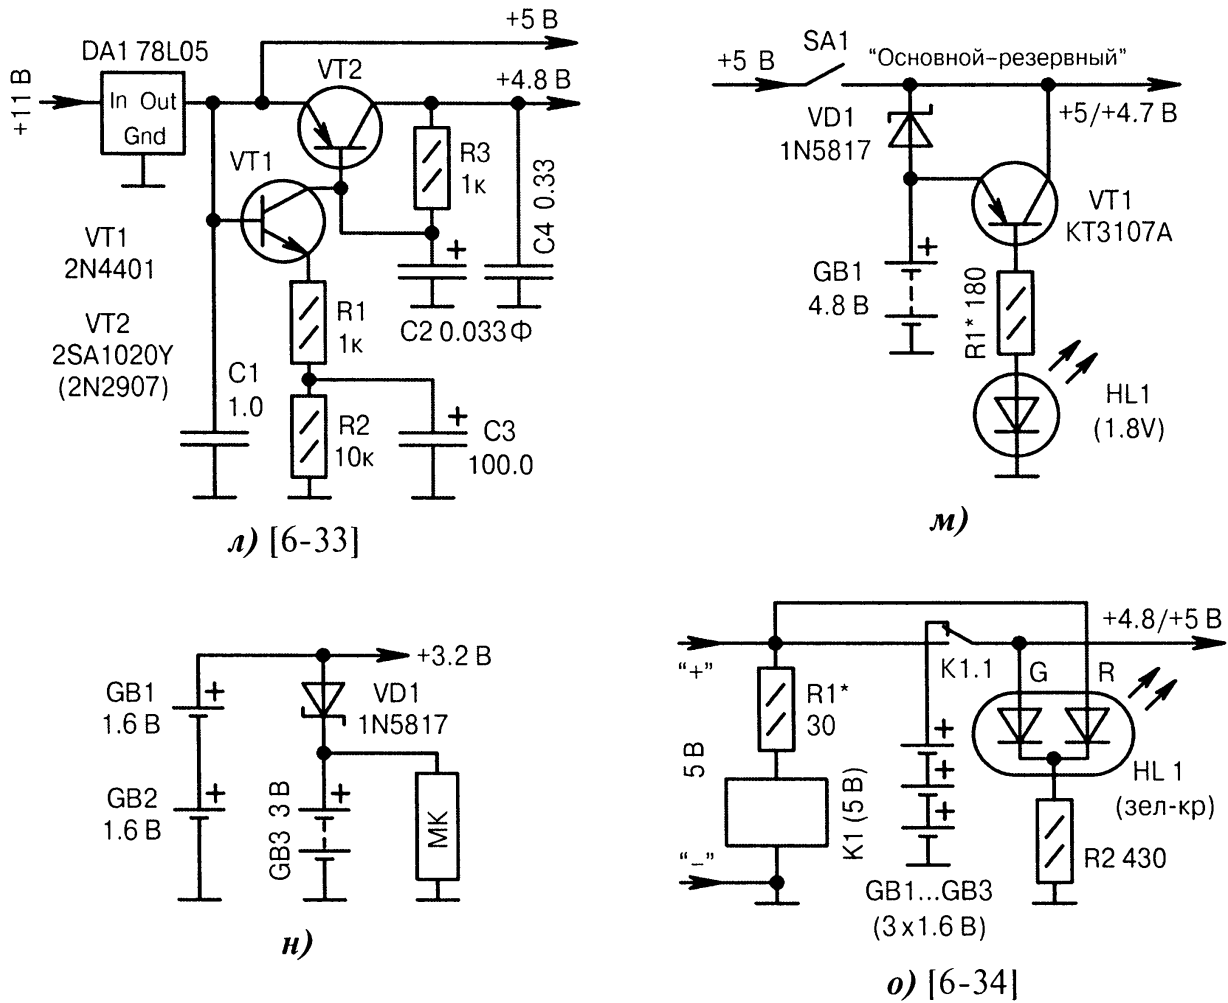 +5 В
DA1 78L05
+11 В
In Out
Gnd
VT2
+4.8 В
VT1
R3
1к
C4 0.33
VT1
2N4401
VT2
2SA1020Y
(2N2907)
R1
1к
C2 0.033 Ф
C1
1.0
R2
10к
C3
100.0
л) [6-33]
SA1
+5 В
"Основной-резервный"
+5/+4.7 В
VD1
1N5817
VT1
КТ3107А
GB1
4.8 В
R1* 180
HL1
(1.8V)
м)
+3.2 В
GB1
1.6 В
VD1
1N5817
GB2
1.6 В
GB3 3 В
МК
н)
+4.8/+5 В
"+"
K1.1
G
R
R1*
30
5 В
K1 (5 В)
HL 1
(зел-кр)
"–"
R2 430
GB1...GB3
(3 x 1.6 В)
о) [6-34]